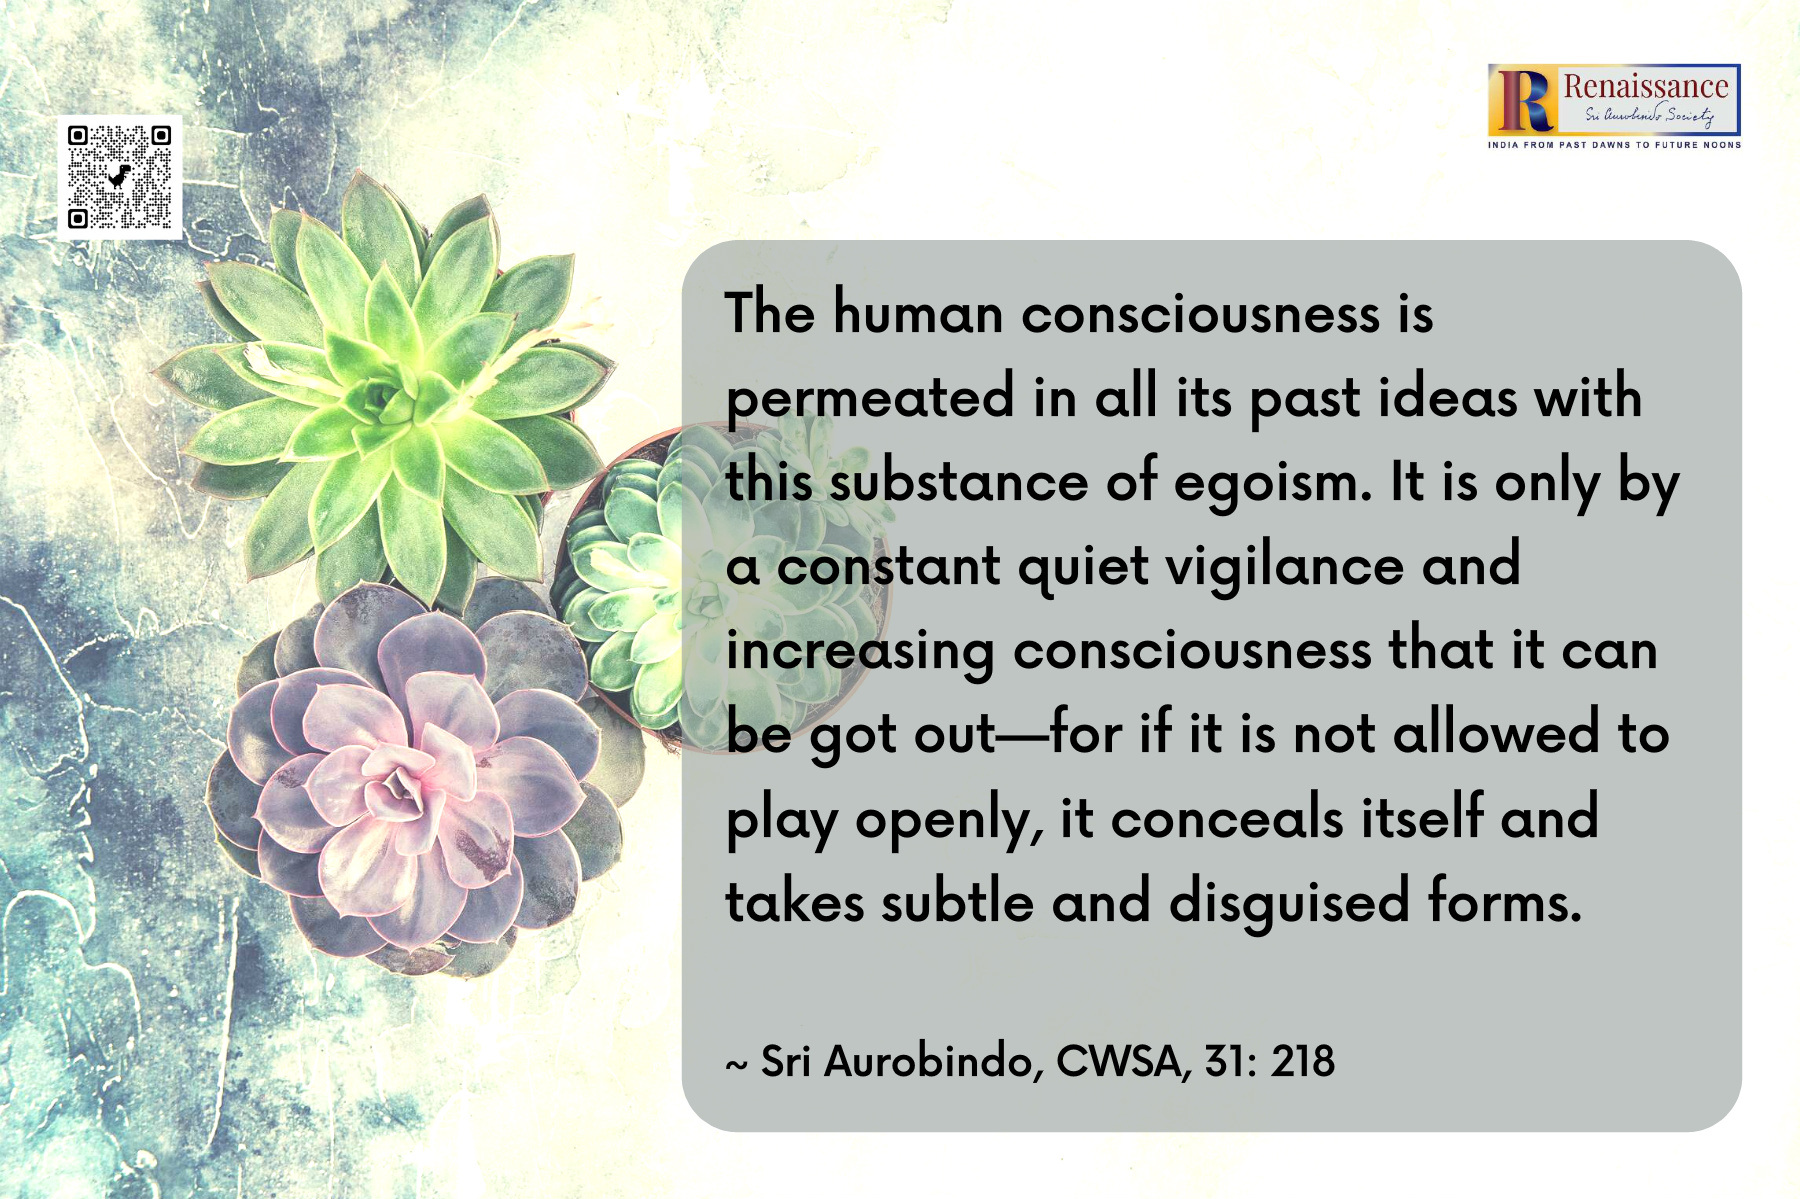 Renaissance
Sri Aurobindo Society
INDIA FROM PAST DAWNS TO FUTURE NOONS
The human consciousness is
permeated in all its past ideas with
this substance of egoism. It is only by
a constant quiet vigilance and
increasing consciousness that it can
be got out—for if it is not allowed to
play openly, it conceals itself and
takes subtle and disguised forms.
~ Sri Aurobindo, CWSA, 31: 218